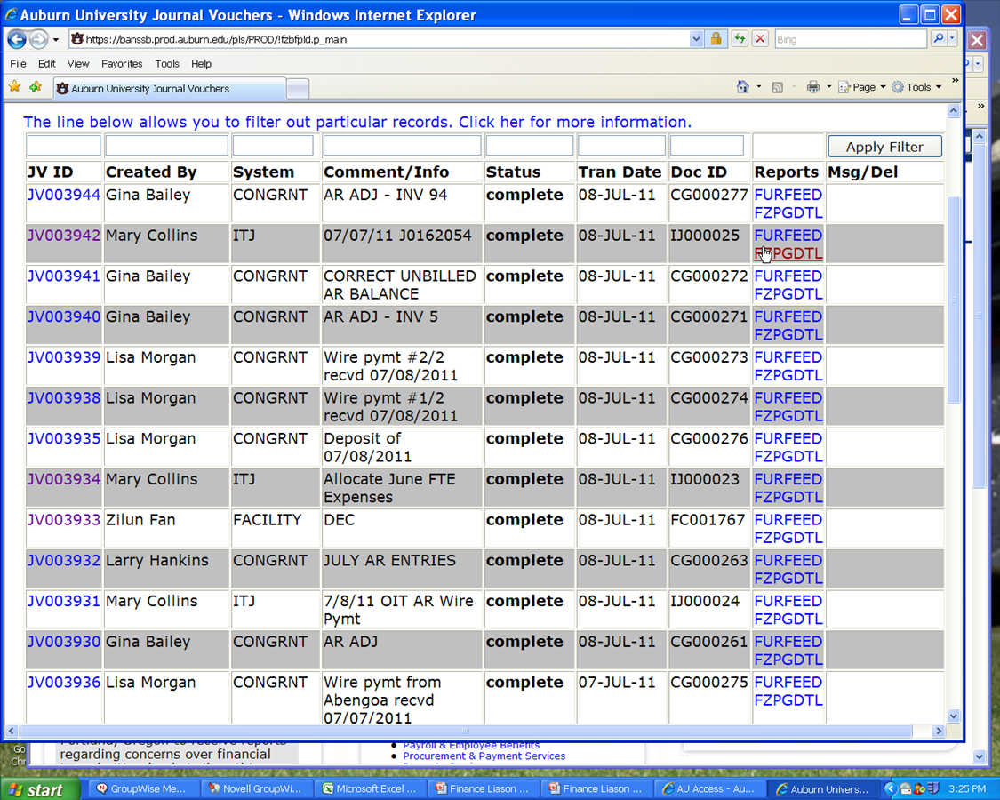 Auburn University Journal Vouchers - Windows Internet Explorer
https://banssb.prod.auburn.edu/pls/PROD/!fzbfpld.p_main
Bing
File Edit View Favorites Tools Help
Auburn University Journal Vouchers
Page Tools
The line below allows you to filter out particular records. Click her for more information.
Apply Filter
JV ID Created By System Comment/Info Status Tran Date Doc ID Reports Msg/Del
JV003944 Gina Bailey CONGRNT AR ADJ - INV 94 complete 08-JUL-11 CG000277 FURFEED
FZPGDTL
JV003942 Mary Collins ITJ 07/07/11 J0162054 complete 08-JUL-11 IJ000025 FURFEED
FZPGDTL
JV003941 Gina Bailey CONGRNT CORRECT UNBILLED complete 08-JUL-11 CG000272 FURFEED
AR BALANCE FZPGDTL
JV003940 Gina Bailey CONGRNT AR ADJ - INV 5 complete 08-JUL-11 CG000271 FURFEED
FZPGDTL
JV003939 Lisa Morgan CONGRNT Wire pymt #2/2 complete 08-JUL-11 CG000273 FURFEED
recvd 07/08/2011 FZPGDTL
JV003938 Lisa Morgan CONGRNT Wire pymt #1/2 complete 08-JUL-11 CG000274 FURFEED
recvd 07/08/2011 FZPGDTL
JV003935 Lisa Morgan CONGRNT Deposit of complete 08-JUL-11 CG000276 FURFEED
07/08/2011 FZPGDTL
JV003934 Mary Collins ITJ Allocate June FTE complete 08-JUL-11 IJ000023 FURFEED
Expenses FZPGDTL
JV003933 Zilun Fan FACILITY DEC complete 08-JUL-11 FC001767 FURFEED
FZPGDTL
JV003932 Larry Hankins CONGRNT JULY AR ENTRIES complete 08-JUL-11 CG000263 FURFEED
FZPGDTL
JV003931 Mary Collins ITJ 7/8/11 OIT AR Wire complete 08-JUL-11 IJ000024 FURFEED
Pymt FZPGDTL
JV003930 Gina Bailey CONGRNT AR ADJ complete 08-JUL-11 CG000261 FURFEED
FZPGDTL
JV003936 Lisa Morgan CONGRNT Wire pymt from complete 07-JUL-11 CG000275 FURFEED
Abengoa recvd FZPGDTL
07/07/2011
Payroll & Employee Benefits
regarding concerns over financial Procurement & Payment Services
start GroupWise Me... Novell GroupWi... Microsoft Excel ... Finance Liason ... Finance Liason ... AU Access - Au... Auburn Univers... 3:25 PM